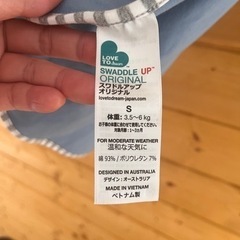 LOVE
TO dream
SWADDLE UP™
ORIGINAL
スワドルアップ
オリジナル
lovetodream-japan.com
S
体重: 3.5~6 kg
FOR MODERATE WEATHER
温和な天気に
綿 93% / ポリウレタン 7%
DESIGNED IN AUSTRALIA
デザイン:オーストラリア
MADE IN VIETNAM
ベトナム製